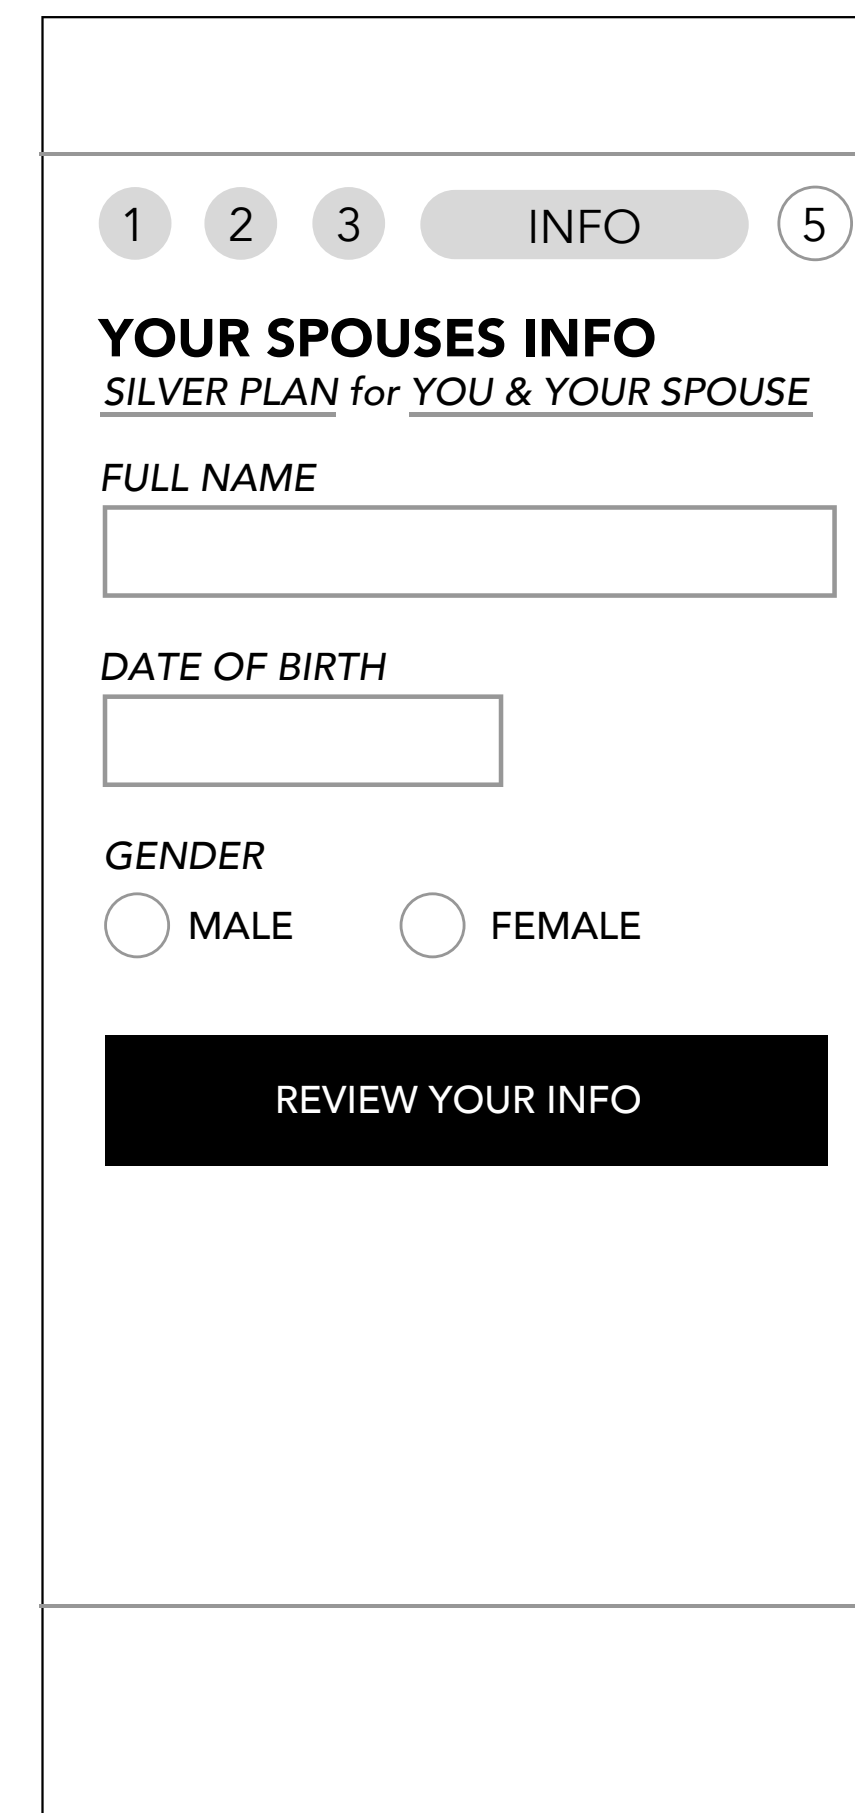 1 2 3 INFO 5
YOUR SPOUSES INFO
SILVER PLAN for YOU & YOUR SPOUSE
FULL NAME
DATE OF BIRTH
GENDER
MALE FEMALE
REVIEW YOUR INFO